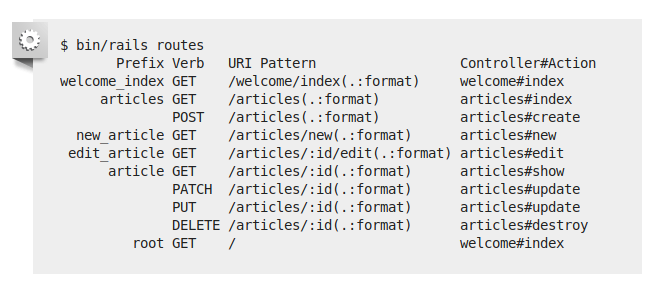 $ bin/rails routes
       Prefix Verb   URI Pattern                  Controller#Action
welcome_index GET    /welcome/index(.:format)     welcome#index
     articles GET    /articles(.:format)          articles#index
              POST   /articles(.:format)          articles#create
  new_article GET    /articles/new(.:format)      articles#new
 edit_article GET    /articles/:id/edit(.:format) articles#edit
      article GET    /articles/:id(.:format)      articles#show
              PATCH  /articles/:id(.:format)      articles#update
              PUT    /articles/:id(.:format)      articles#update
              DELETE /articles/:id(.:format)      articles#destroy
         root GET    /                            welcome#index